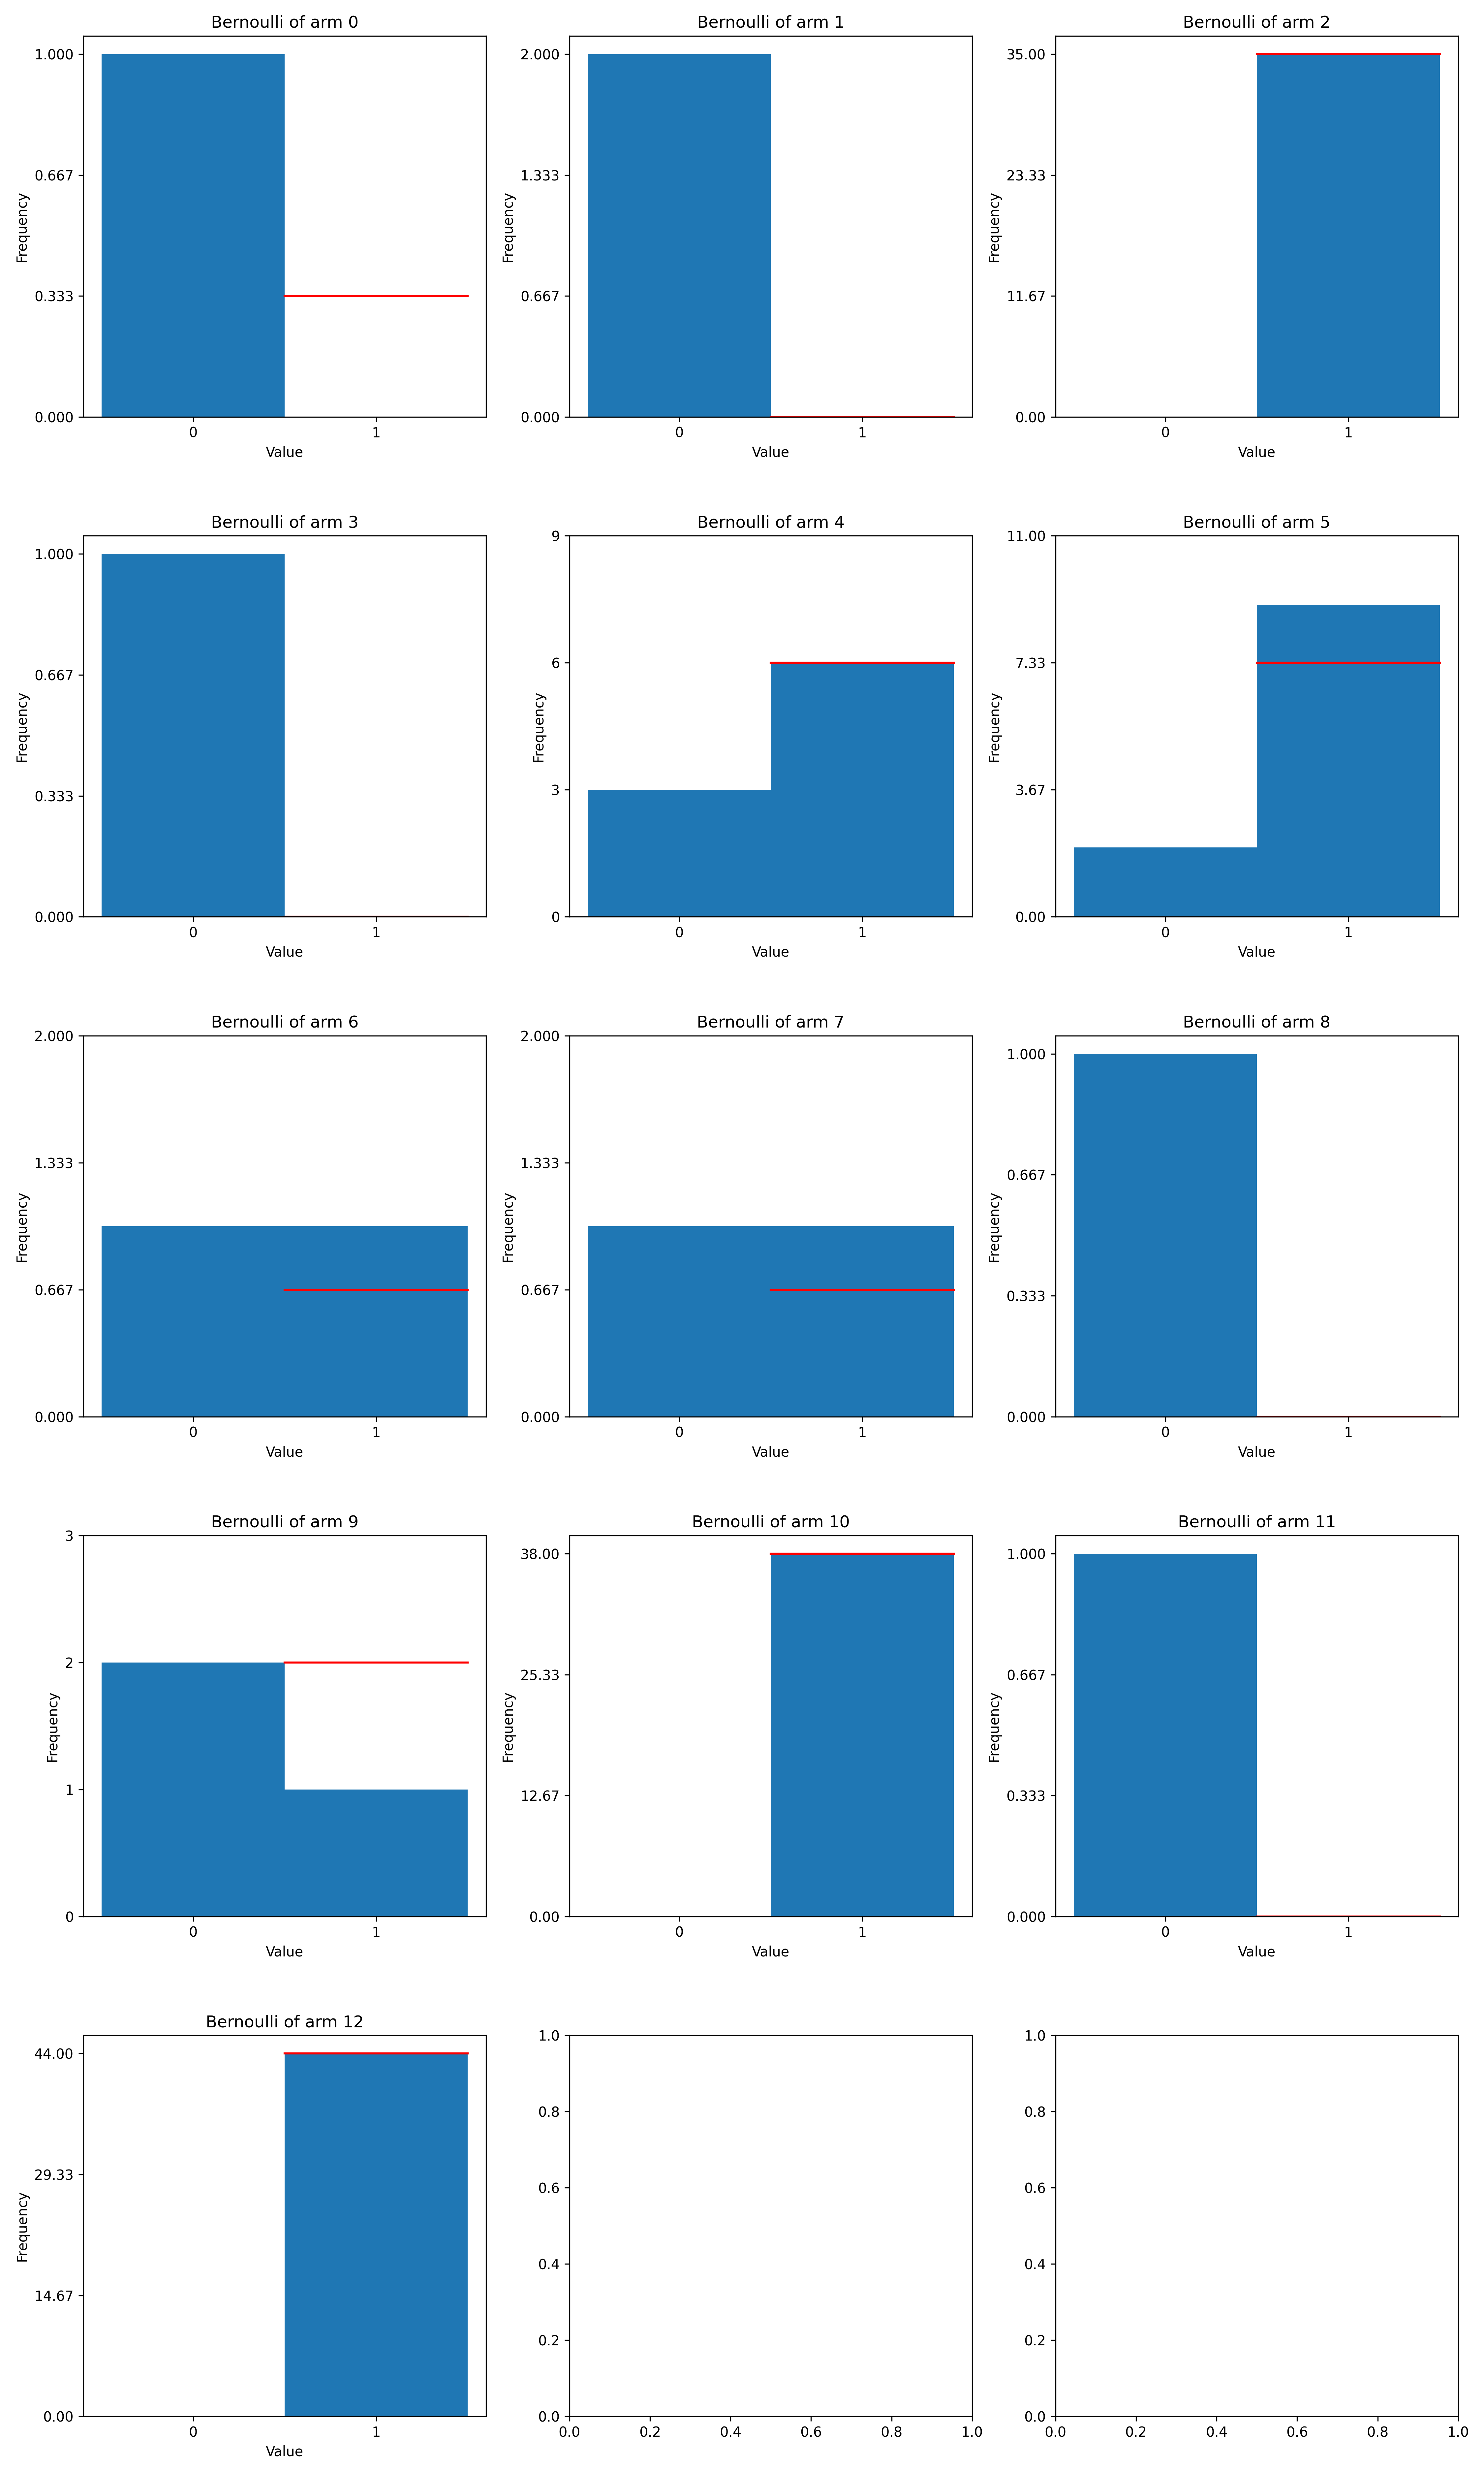 Bernoulli of arm 0
1.000
0.667
0.333
0.000
Frequency
0 1
Value
Bernoulli of arm 1
2.000
1.333
0.667
0.000
Frequency
0 1
Value
Bernoulli of arm 2
35.00
23.33
11.67
0.00
Frequency
0 1
Value
Bernoulli of arm 3
1.000
0.667
0.333
0.000
Frequency
0 1
Value
Bernoulli of arm 4
9
6
3
0
Frequency
0 1
Value
Bernoulli of arm 5
11.00
7.33
3.67
0.00
Frequency
0 1
Value
Bernoulli of arm 6
2.000
1.333
0.667
0.000
Frequency
0 1
Value
Bernoulli of arm 7
2.000
1.333
0.667
0.000
Frequency
0 1
Value
Bernoulli of arm 8
1.000
0.667
0.333
0.000
Frequency
0 1
Value
Bernoulli of arm 9
3
2
1
0
Frequency
0 1
Value
Bernoulli of arm 10
38.00
25.33
12.67
0.00
Frequency
0 1
Value
Bernoulli of arm 11
1.000
0.667
0.333
0.000
Frequency
0 1
Value
Bernoulli of arm 12
44.00
29.33
14.67
0.00
Frequency
0 1
Value
1.0
0.8
0.6
0.4
0.2
0.0
0.0 0.2 0.4 0.6 0.8 1.0
1.0
0.8
0.6
0.4
0.2
0.0
0.0 0.2 0.4 0.6 0.8 1.0